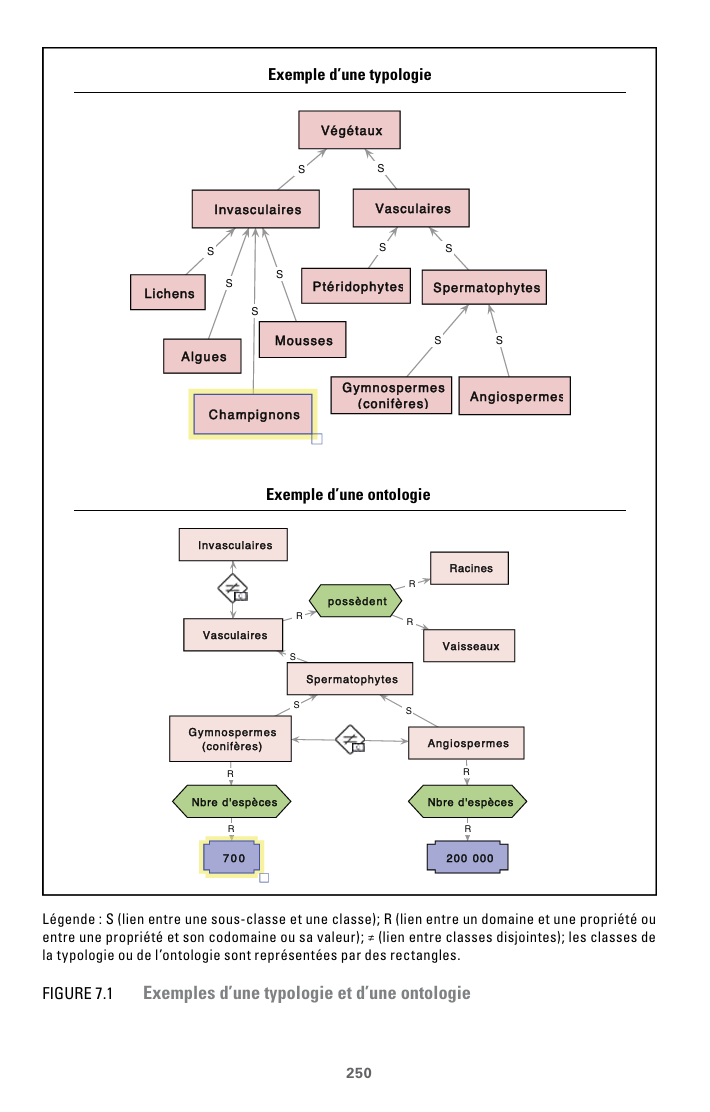 Exemple d'une typologie
Végétaux
S
S
Invasculaires
Vasculaires
S
S
S
S
S
S
Lichens
Ptéridophytes
Spermatophytes
Algues
Mousses
S
S
Champignons
Gymnospermes
(conifères)
Angiospermes
Exemple d'une ontologie
Invasculaires
≠
Racines
R
possèdent
R
R
Vasculaires
Vaisseaux
S
Spermatophytes
S
S
Gymnospermes
(conifères)
≠
Angiospermes
R
R
Nbre d'espèces
Nbre d'espèces
R
R
700
200 000
Légende : S (lien entre une sous-classe et une classe); R (lien entre un domaine et une propriété ou
entre une propriété et son codomaine ou sa valeur); ≠ (lien entre classes disjointes); les classes de
la typologie ou de l'ontologie sont représentées par des rectangles.
FIGURE 7.1 Exemples d'une typologie et d'une ontologie
250